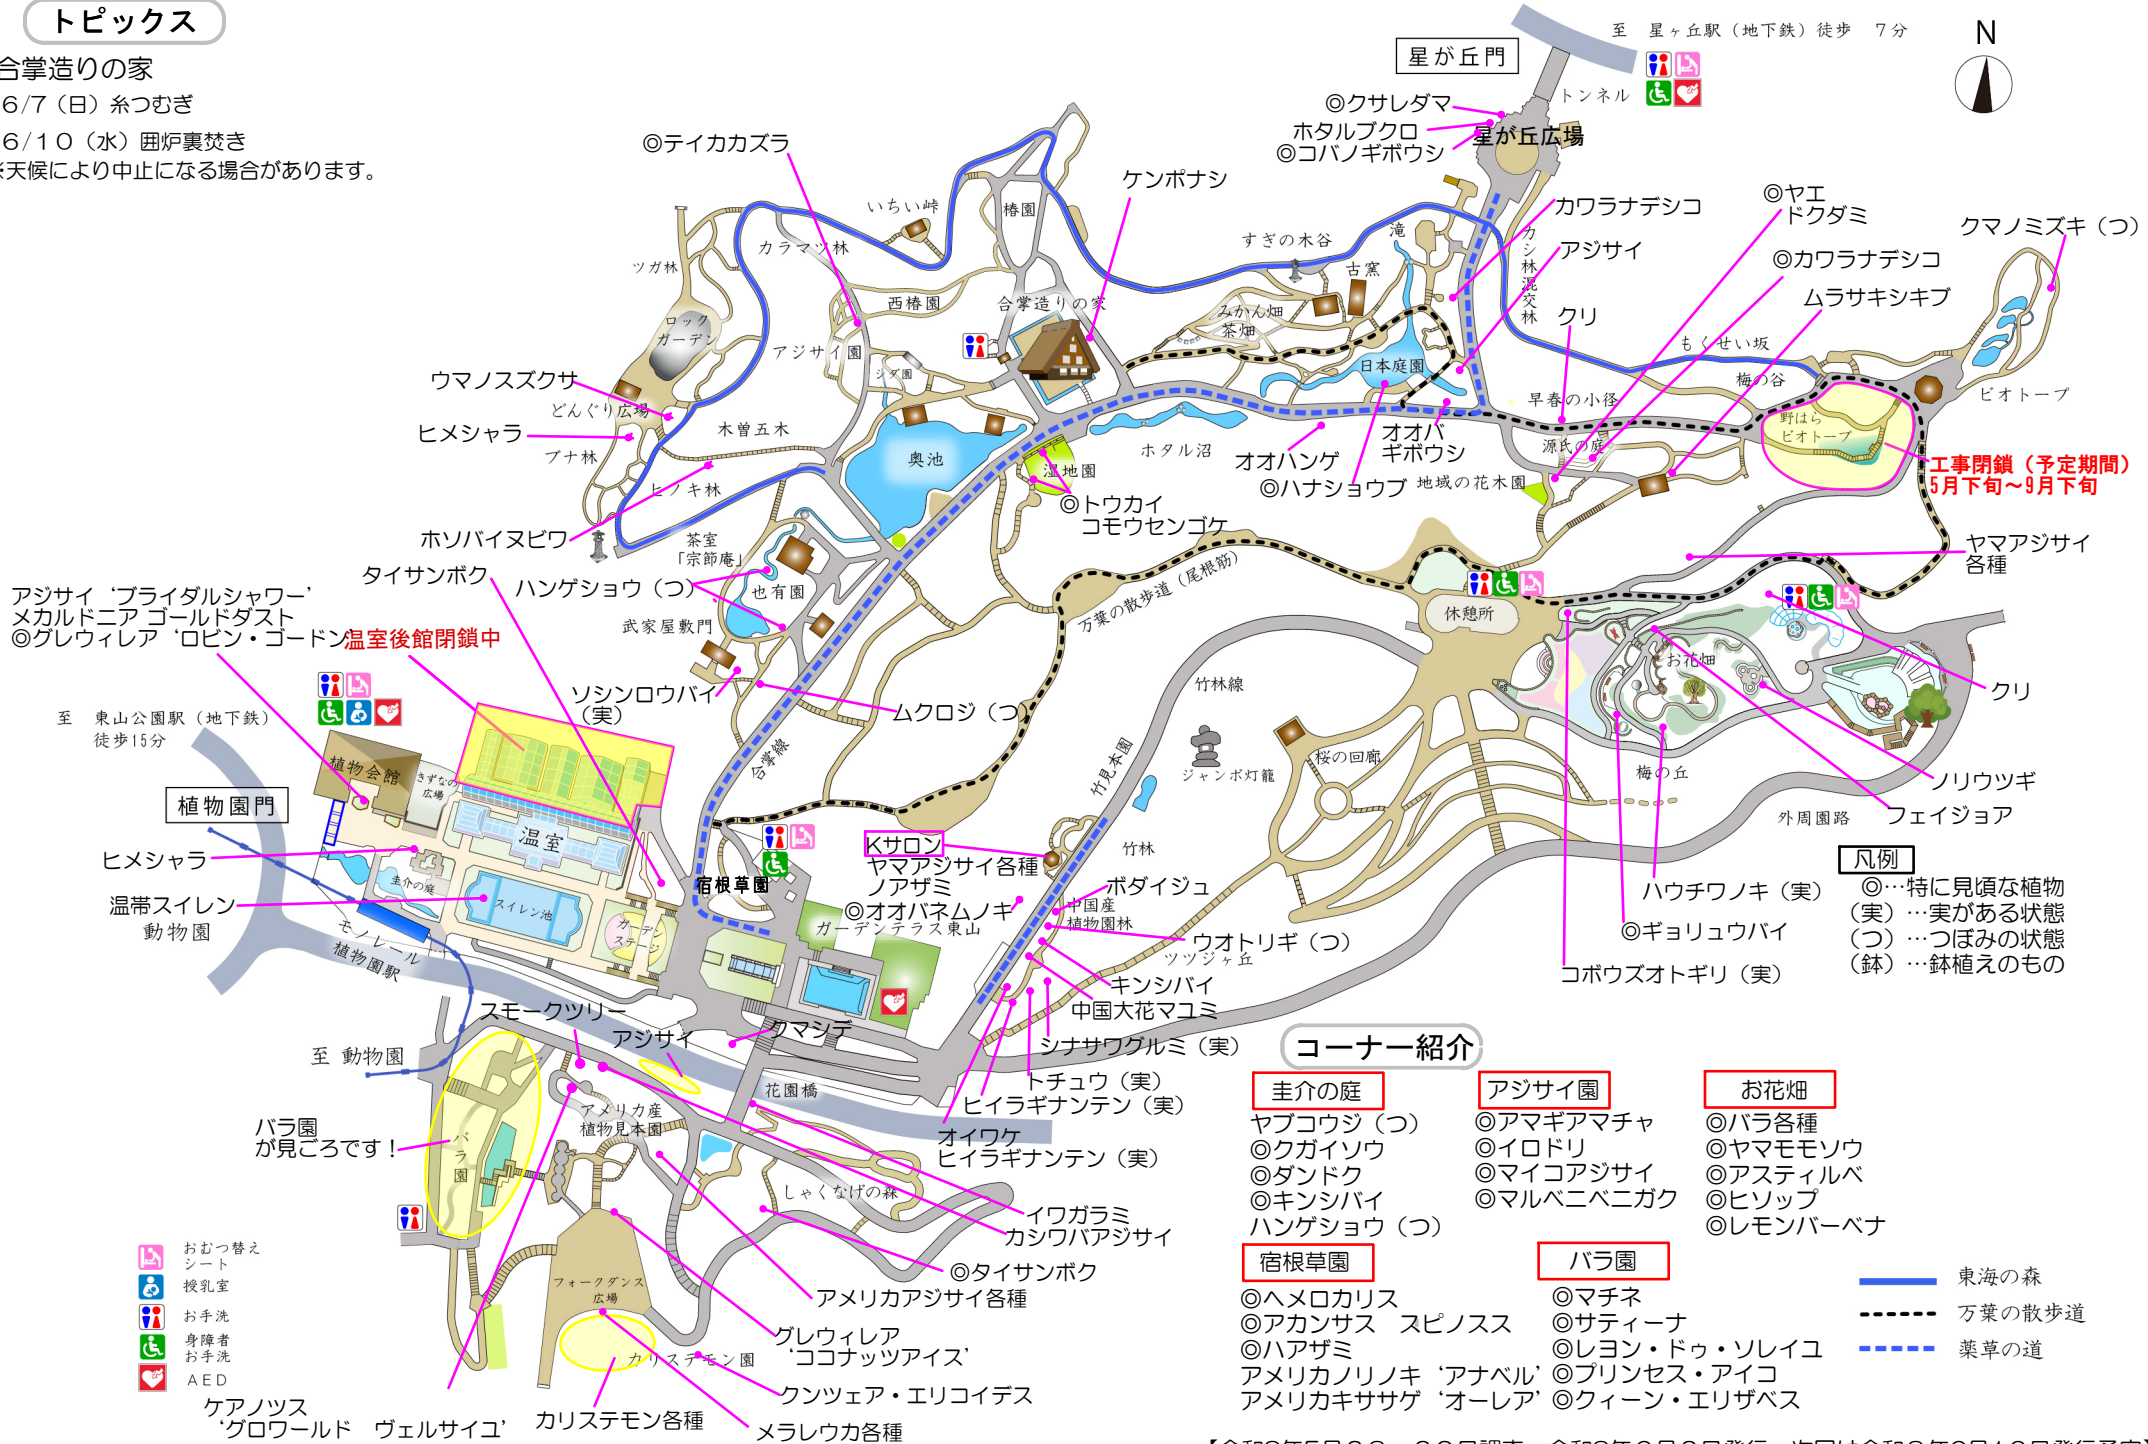 トピックス
合掌造りの家
6/7（日）糸つむぎ
6/10（水）囲炉裏焚き
※天候により中止になる場合があります。
至 星ヶ丘駅（地下鉄）徒歩 7分
N
星が丘門
トンネル
◎クサレダマ
ホタルブクロ
◎コバノギボウシ
星が丘広場
◎テイカカズラ
ケンポナシ
カワラナデシコ
アジサイ
◎ヤエ
ドクダミ
◎カワラナデシコ
ムラサキシキブ
クマノミズキ（つ）
クリ
いちい峠
椿園
カラマツ林
ツガ林
西椿園
合掌造りの家
すぎの木谷
滝
古窯
カシ林混交林
みかん畑
茶畑
日本庭園
もくせい坂
梅の谷
早春の小径
ビオトープ
野はら
ビオトープ
工事閉鎖（予定期間）
5月下旬～9月下旬
ロック
ガーデン
アジサイ園
シダ園
ウマノスズクサ
どんぐり広場
ヒメシャラ
ブナ林
木曽五木
ヒノキ林
ホソバイヌビワ
奥池
湿地園
ホタル沼
◎トウカイ
コモウセンゴケ
オオハンゲ
◎ハナショウブ
オオバ
ギボウシ
源氏の庭
地域の花木園
ヤマアジサイ
各種
茶室
「宗節庵」
タイサンボク
ハンゲショウ（つ）
也有園
武家屋敷門
ソシンロウバイ
（実）
ムクロジ（つ）
万葉の散歩道（尾根筋）
休憩所
お花畑
クリ
ノリウツギ
フェイジョア
梅の丘
外周園路
ハウチワノキ（実）
◎ギョリュウバイ
コボウズオトギリ（実）
アジサイ ‘ブライダルシャワー’
メカルドニア ゴールドダスト
◎グレウィレア ‘ロビン・ゴードン’
温室後館閉鎖中
至 東山公園駅（地下鉄）
徒歩15分
植物園門
植物会館
きずなの
広場
温室
ヒメシャラ
圭介の庭
温帯スイレン
動物園
スイレン池
ガーデン
ステージ
モノレール
植物園駅
合掌線
宿根草園
ガーデンテラス東山
竹林線
竹見本園
ジャンボ灯籠
桜の回廊
竹林
Kサロン
ヤマアジサイ各種
ノアザミ
◎オオバネムノキ
ボダイジュ
中国産
植物園林
ウオトリギ（つ）
ツツジヶ丘
キンシバイ
中国大花マユミ
シナサワグルミ（実）
トチュウ（実）
ヒイラギナンテン（実）
オイワケ
ヒイラギナンテン（実）
凡例
◎…特に見頃な植物
（実）…実がある状態
（つ）…つぼみの状態
（鉢）…鉢植えのもの
至 動物園
スモークツリー
アジサイ
クマシデ
花園橋
アメリカ産
植物見本園
バラ園
が見ごろです！
バラ園
しゃくなげの森
イワガラミ
カシワバアジサイ
◎タイサンボク
アメリカアジサイ各種
グレウィレア
‘ココナッツアイス’
フォークダンス
広場
カリステモン園
クンツェア・エリコイデス
メラレウカ各種
カリステモン各種
ケアノツス
‘グロワールド ヴェルサイユ’
おむつ替え
シート
授乳室
お手洗
身障者
お手洗
AED
コーナー紹介
圭介の庭
ヤブコウジ（つ）
◎クガイソウ
◎ダンドク
◎キンシバイ
ハンゲショウ（つ）
アジサイ園
◎アマギアマチャ
◎イロドリ
◎マイコアジサイ
◎マルベニベニガク
お花畑
◎バラ各種
◎ヤマモモソウ
◎アスティルベ
◎ヒソップ
◎レモンバーベナ
宿根草園
◎ヘメロカリス
◎アカンサス スピノスス
◎ハアザミ
アメリカノリノキ ‘アナベル’
アメリカキササゲ ‘オーレア’
バラ園
◎マチネ
◎サティーナ
◎レヨン・ドゥ・ソレイユ
◎プリンセス・アイコ
◎クィーン・エリザベス
東海の森
万葉の散歩道
薬草の道